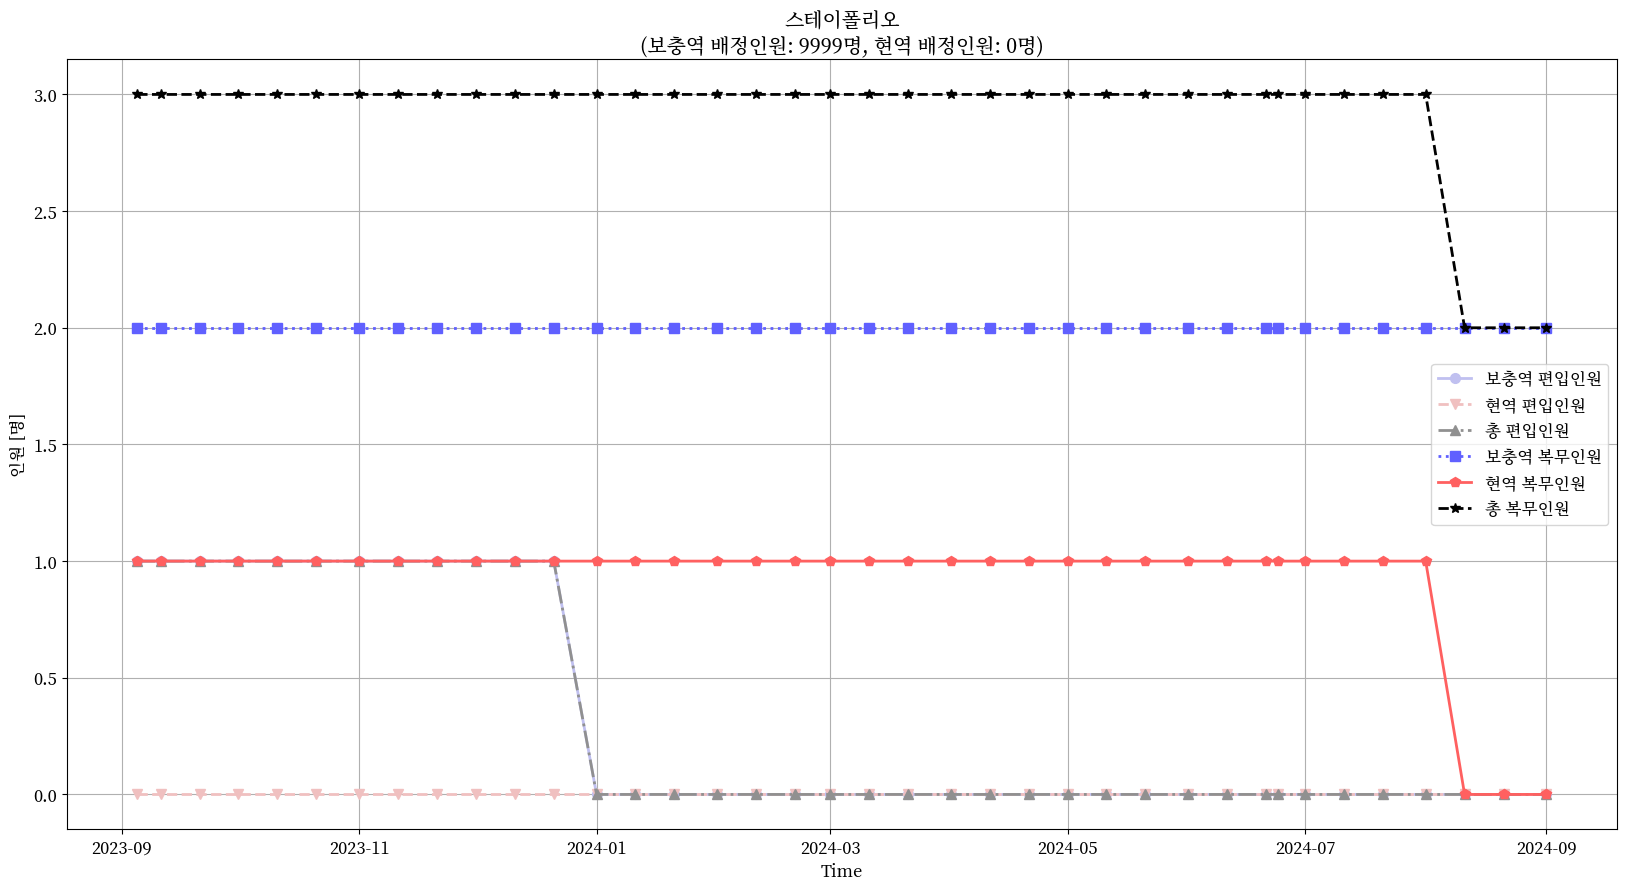 스테이폴리오
(보충역 배정인원: 9999명, 현역 배정인원: 0명)
3.0
2.5
2.0
1.5
1.0
0.5
0.0
인원 [명]
보충역 편입인원
현역 편입인원
총 편입인원
보충역 복무인원
현역 복무인원
총 복무인원
2023-09
2023-11
2024-01
2024-03
2024-05
2024-07
2024-09
Time